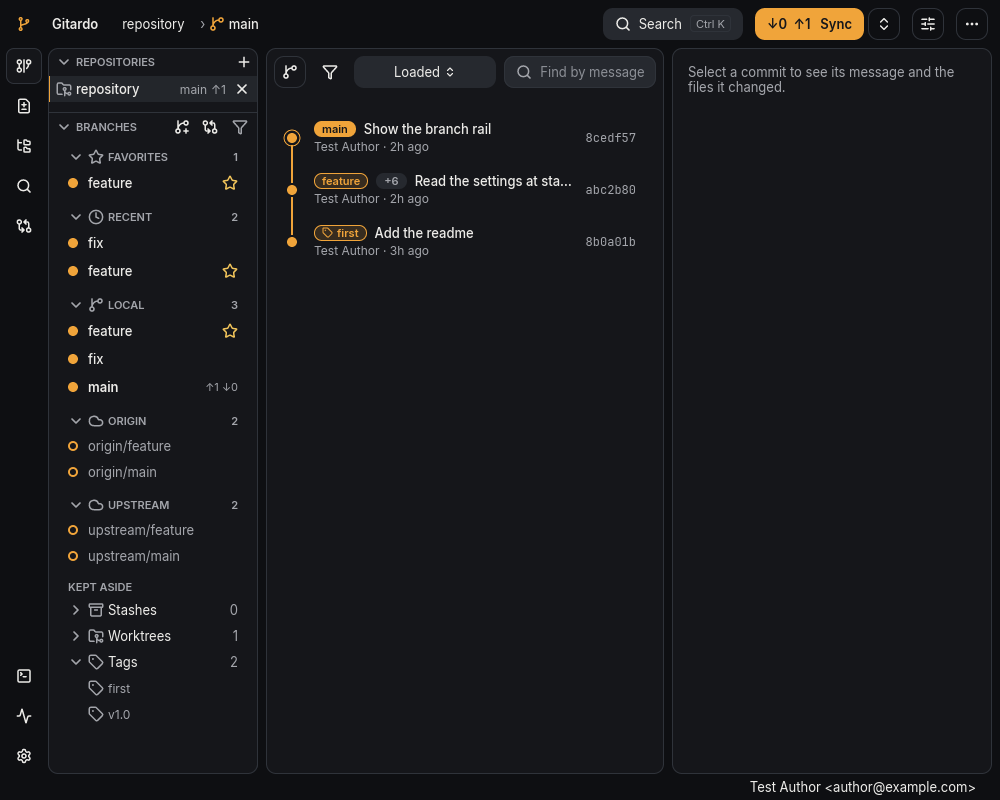 Gitardo repository › main Search Ctrl K ↓0 ↑1 Sync
REPOSITORIES
repository main ↑1
BRANCHES
FAVORITES 1
feature
RECENT 2
fix
feature
LOCAL 3
feature
fix
main ↑1 ↓0
ORIGIN 2
origin/feature
origin/main
UPSTREAM 2
upstream/feature
upstream/main
KEPT ASIDE
Stashes 0
Worktrees 1
Tags 2
first
v1.0
Loaded Find by message
main Show the branch rail 8cedf57
Test Author · 2h ago
feature +6 Read the settings at sta... abc2b80
Test Author · 2h ago
first Add the readme 8b0a01b
Test Author · 3h ago
Select a commit to see its message and the
files it changed.
Test Author <author@example.com>